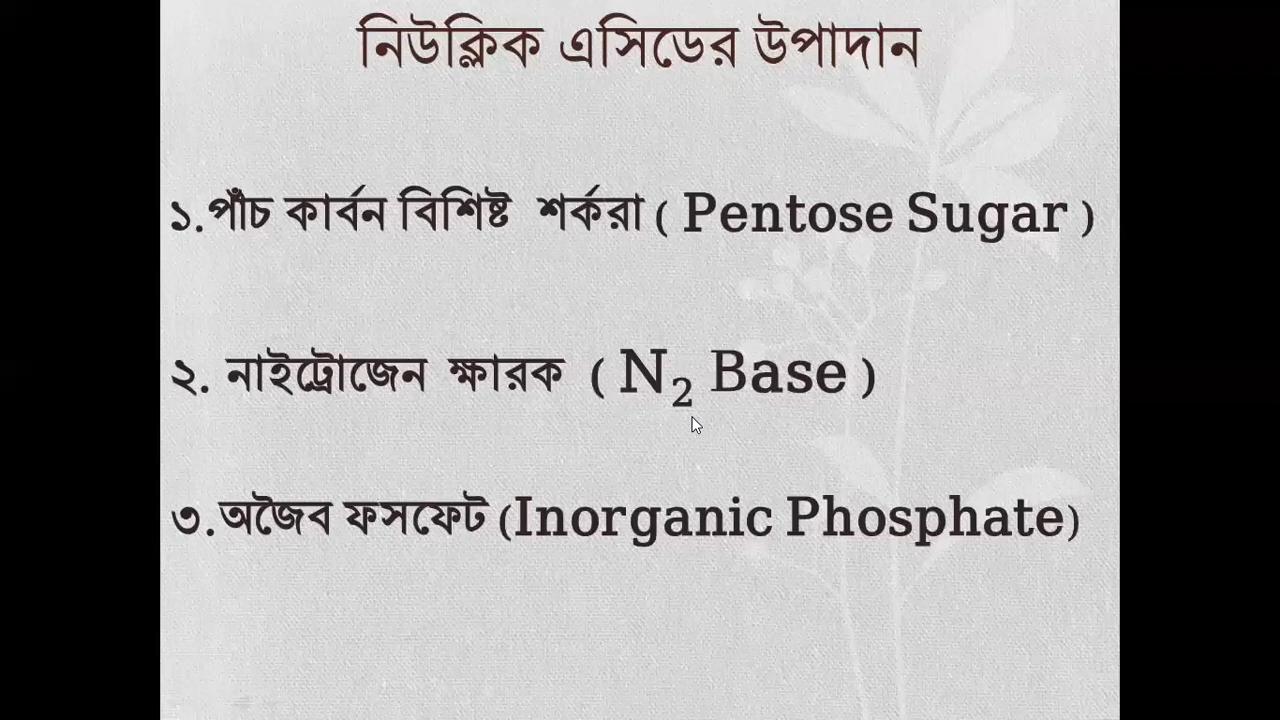 নিউক্লিক এসিডের উপাদান
১.পাঁচ কার্বন বিশিষ্ট শর্করা ( Pentose Sugar )
২. নাইট্রোজেন ক্ষারক ( N₂ Base )
৩.অজৈব ফসফেট (Inorganic Phosphate)